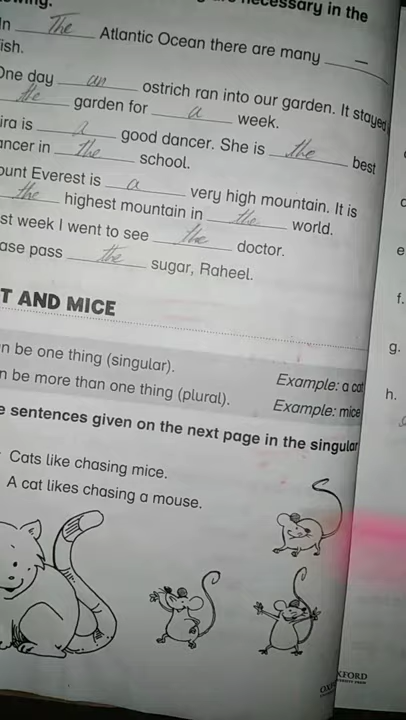 necessary in the
In The Atlantic Ocean there are many —
ish.
One day an ostrich ran into our garden. It stayed
the garden for a week.
ira is a good dancer. She is the best
ancer in the school.
ount Everest is a very high mountain. It is
the highest mountain in the world.
st week I went to see the doctor.
ase pass the sugar, Raheel.
T AND MICE
n be one thing (singular). Example: a cat
n be more than one thing (plural). Example: mice
e sentences given on the next page in the singular
Cats like chasing mice.
A cat likes chasing a mouse.
e
f.
g.
h.
OXFORD